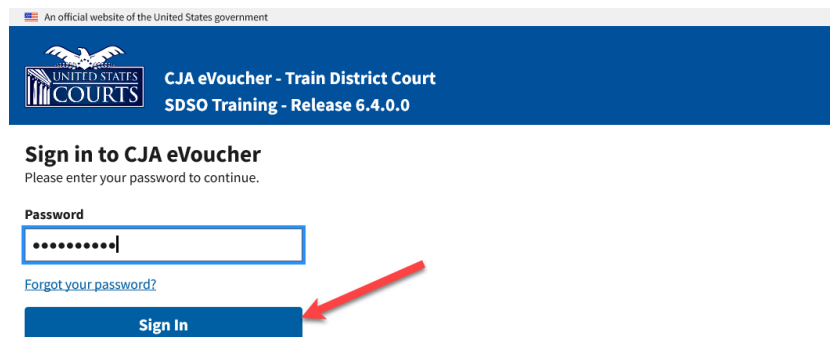 An official website of the United States government
UNITED STATES
COURTS
CJA eVoucher - Train District Court
SDSO Training - Release 6.4.0.0
Sign in to CJA eVoucher
Please enter your password to continue.
Password
••••••••••
Forgot your password?
Sign In